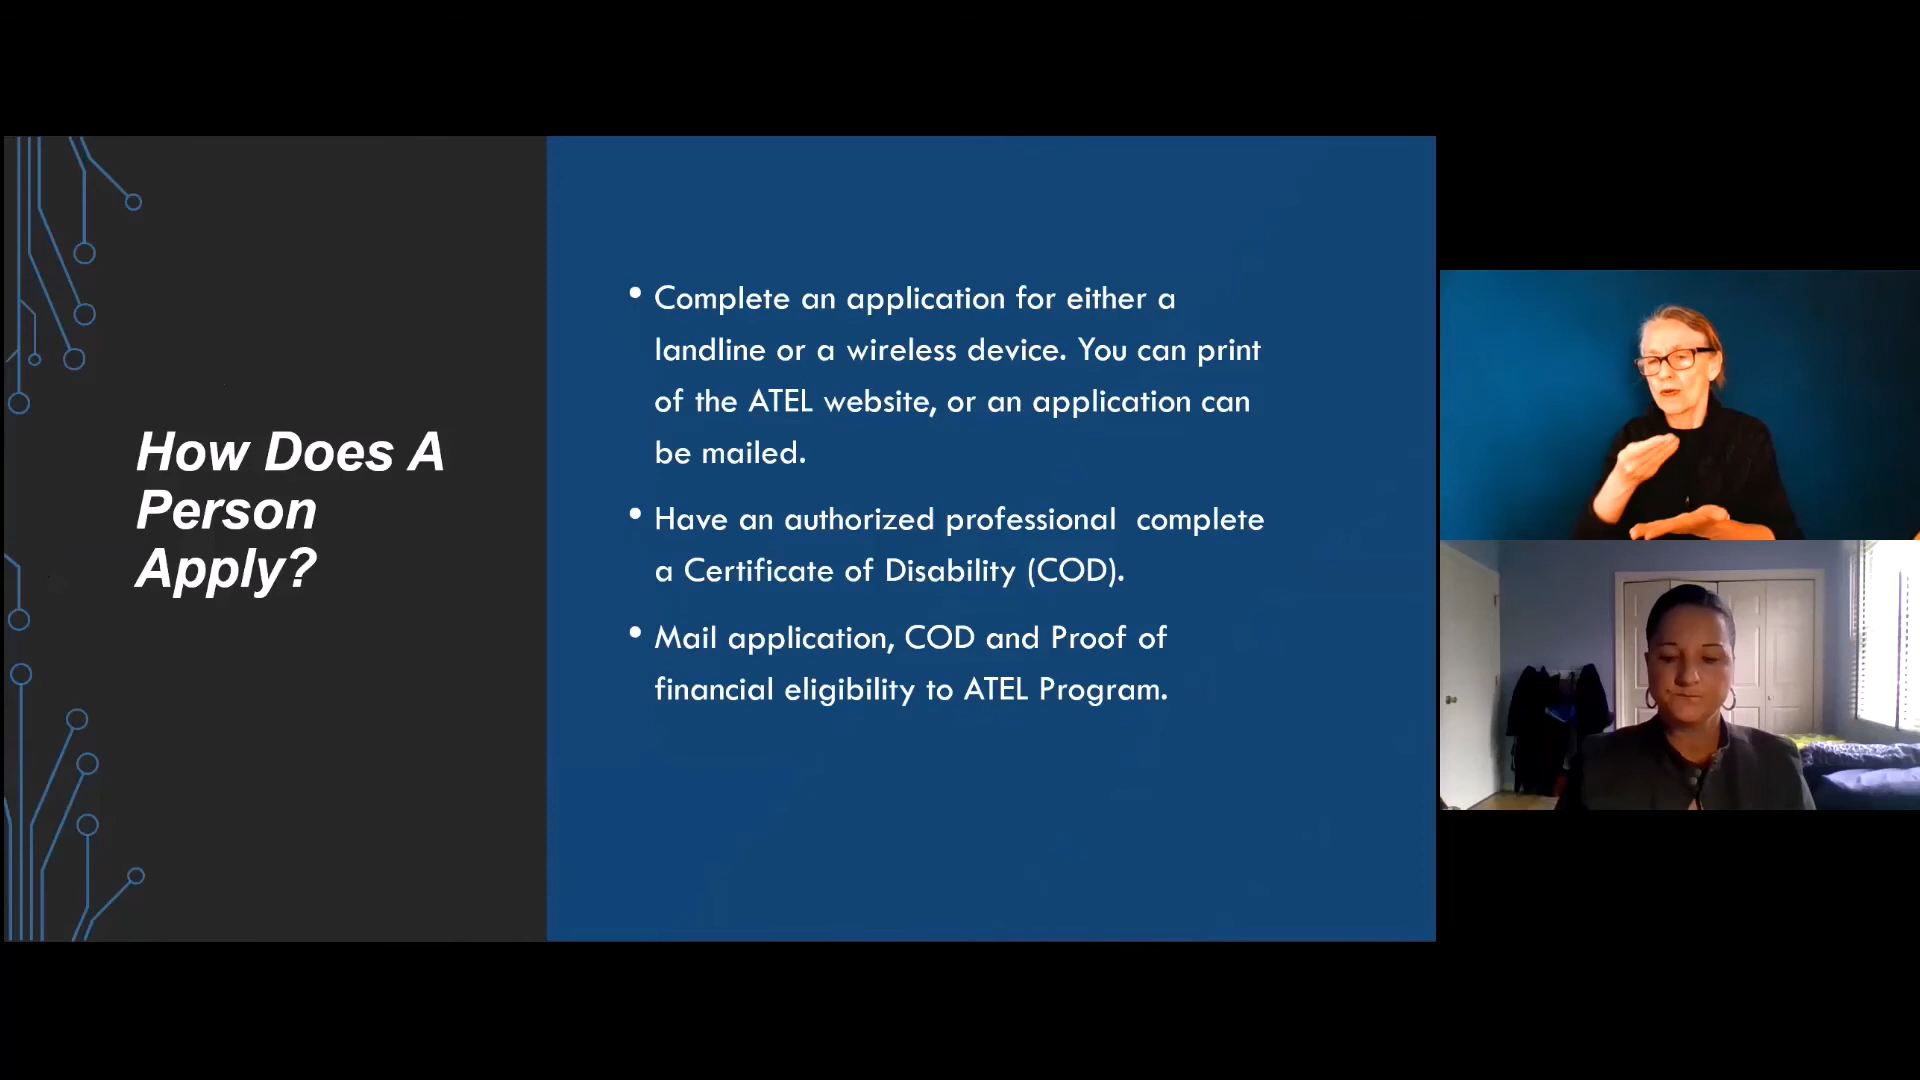 How Does A
Person
Apply?
• Complete an application for either a
landline or a wireless device. You can print
of the ATEL website, or an application can
be mailed.
• Have an authorized professional  complete
a Certificate of Disability (COD).
• Mail application, COD and Proof of
financial eligibility to ATEL Program.